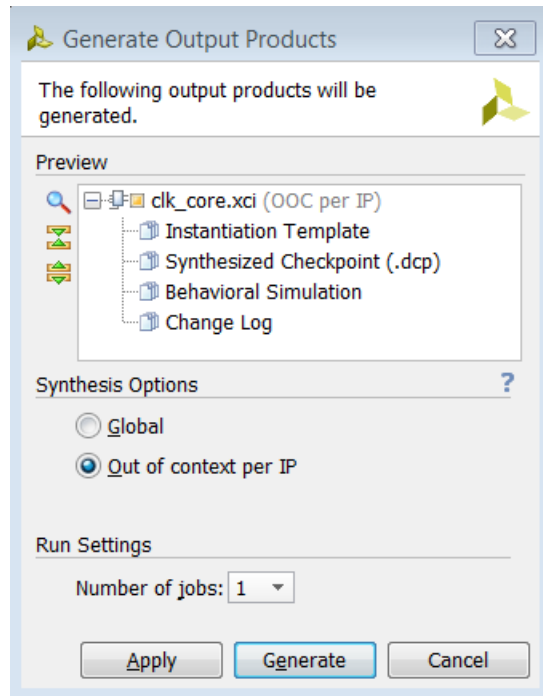 Generate Output Products
The following output products will be
generated.
Preview
clk_core.xci (OOC per IP)
Instantiation Template
Synthesized Checkpoint (.dcp)
Behavioral Simulation
Change Log
Synthesis Options
?
Global
Out of context per IP
Run Settings
Number of jobs: 1
Apply Generate Cancel